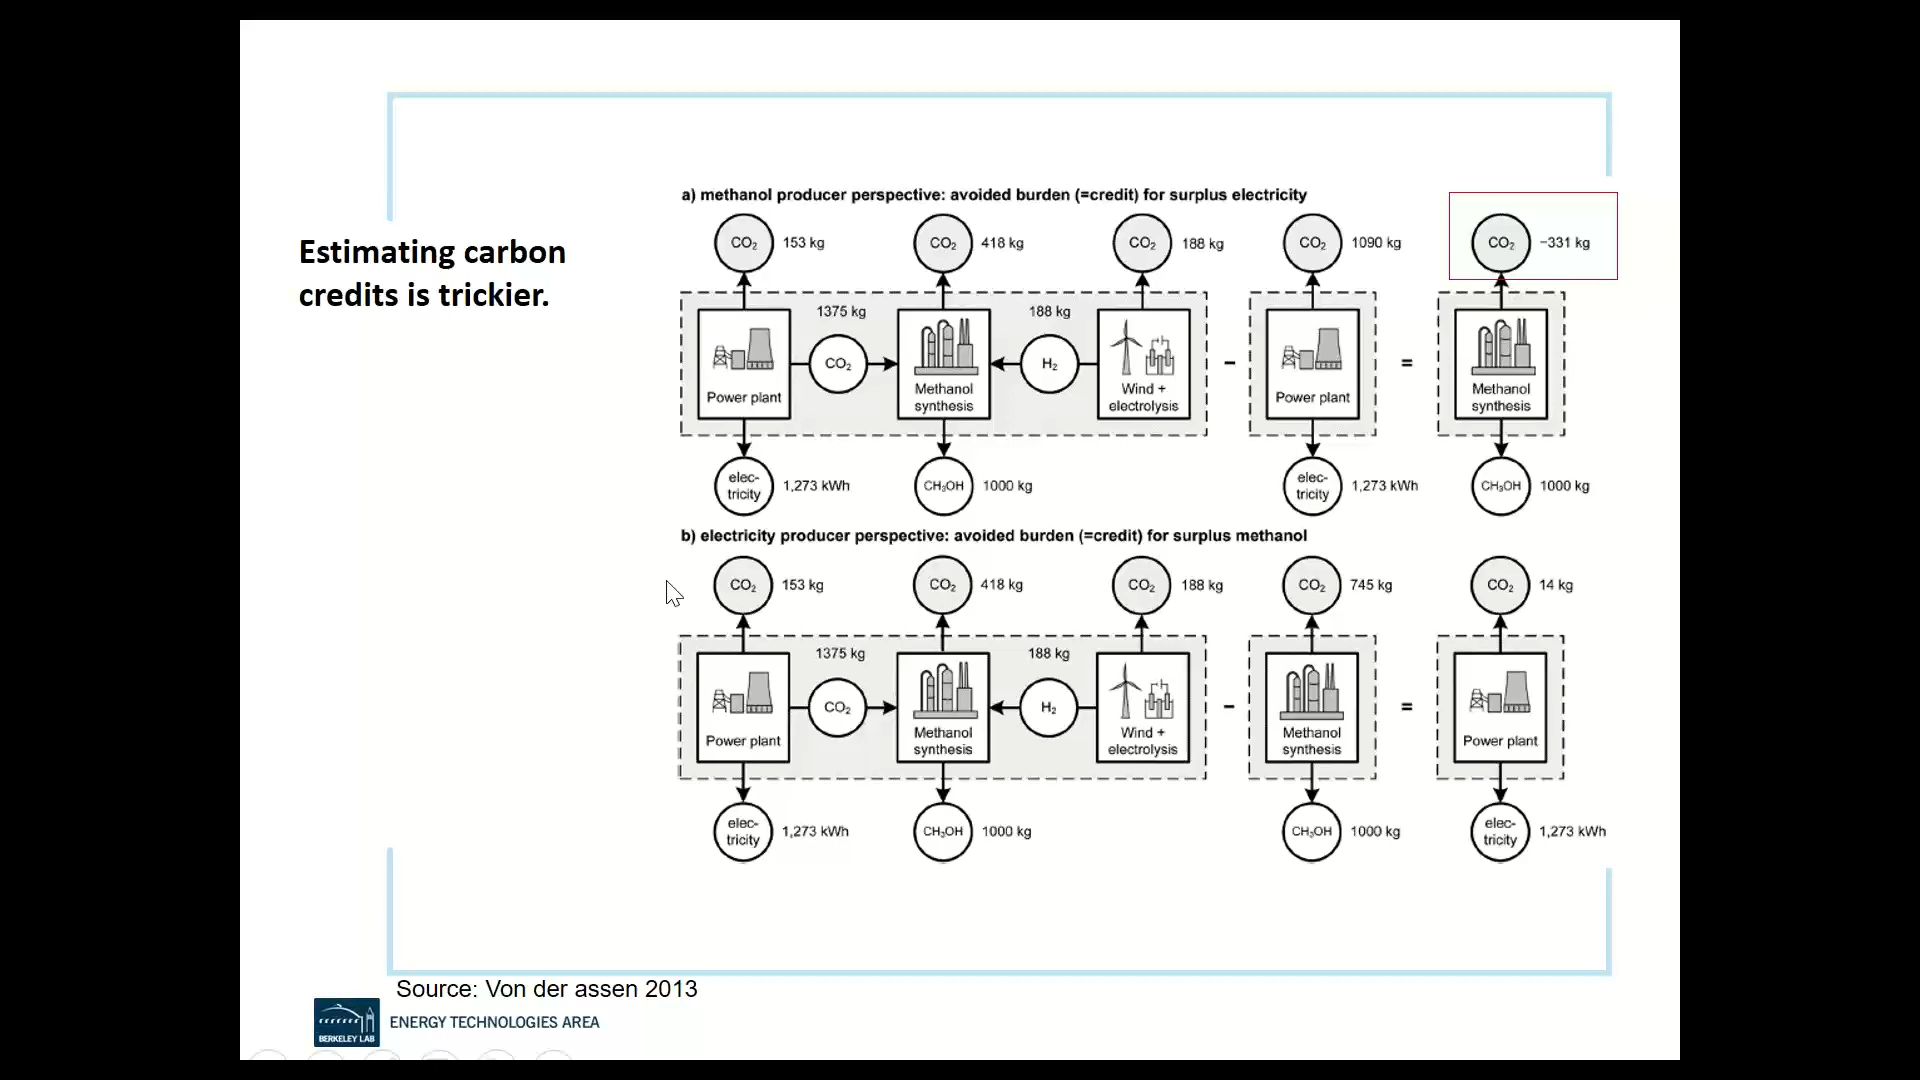 Estimating carbon
credits is trickier.
a) methanol producer perspective: avoided burden (=credit) for surplus electricity
CO₂ 153 kg CO₂ 418 kg CO₂ 188 kg CO₂ 1090 kg CO₂ −331 kg
1375 kg 188 kg
CO₂ H₂ − =
Power plant Methanol synthesis Wind + electrolysis Power plant Methanol synthesis
elec-
tricity 1,273 kWh CH₃OH 1000 kg elec-
tricity 1,273 kWh CH₃OH 1000 kg
b) electricity producer perspective: avoided burden (=credit) for surplus methanol
CO₂ 153 kg CO₂ 418 kg CO₂ 188 kg CO₂ 745 kg CO₂ 14 kg
1375 kg 188 kg
CO₂ H₂ − =
Power plant Methanol synthesis Wind + electrolysis Methanol synthesis Power plant
elec-
tricity 1,273 kWh CH₃OH 1000 kg CH₃OH 1000 kg elec-
tricity 1,273 kWh
Source: Von der assen 2013
BERKELEY LAB
ENERGY TECHNOLOGIES AREA